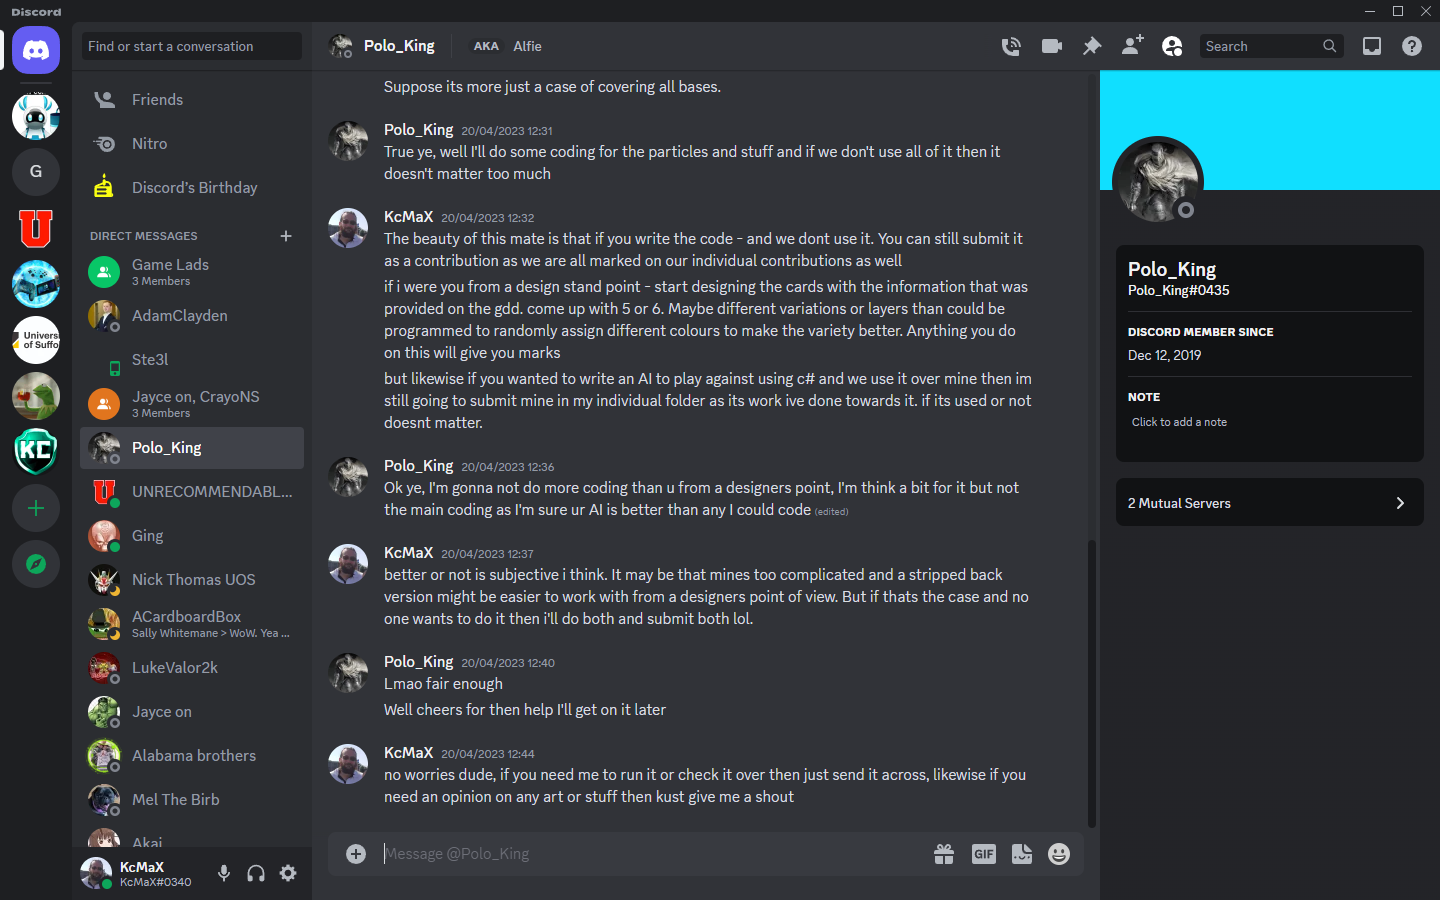 Discord
Find or start a conversation
Friends
Nitro
Discord's Birthday
DIRECT MESSAGES
Game Lads
3 Members
AdamClayden
Ste3l
Jayce on, CrayoNS
3 Members
Polo_King
UNRECOMMENDABL...
Ging
Nick Thomas UOS
ACardboardBox
Sally Whitemane > WoW. Yea ...
LukeValor2k
Jayce on
Alabama brothers
Mel The Birb
Akai
KcMaX
KcMaX#0340
G
U
Univers
of Suffo
KC
Polo_King
AKA Alfie
Search
Suppose its more just a case of covering all bases.
Polo_King 20/04/2023 12:31
True ye, well I'll do some coding for the particles and stuff and if we don't use all of it then it
doesn't matter too much
KcMaX 20/04/2023 12:32
The beauty of this mate is that if you write the code - and we dont use it. You can still submit it
as a contribution as we are all marked on our individual contributions as well
if i were you from a design stand point - start designing the cards with the information that was
provided on the gdd. come up with 5 or 6. Maybe different variations or layers than could be
programmed to randomly assign different colours to make the variety better. Anything you do
on this will give you marks
but likewise if you wanted to write an AI to play against using c# and we use it over mine then im
still going to submit mine in my individual folder as its work ive done towards it. if its used or not
doesnt matter.
Polo_King 20/04/2023 12:36
Ok ye, I'm gonna not do more coding than u from a designers point, I'm think a bit for it but not
the main coding as I'm sure ur AI is better than any I could code (edited)
KcMaX 20/04/2023 12:37
better or not is subjective i think. It may be that mines too complicated and a stripped back
version might be easier to work with from a designers point of view. But if thats the case and no
one wants to do it then i'll do both and submit both lol.
Polo_King 20/04/2023 12:40
Lmao fair enough
Well cheers for then help I'll get on it later
KcMaX 20/04/2023 12:44
no worries dude, if you need me to run it or check it over then just send it across, likewise if you
need an opinion on any art or stuff then kust give me a shout
Message @Polo_King
GIF
Polo_King
Polo_King#0435
DISCORD MEMBER SINCE
Dec 12, 2019
NOTE
Click to add a note
2 Mutual Servers